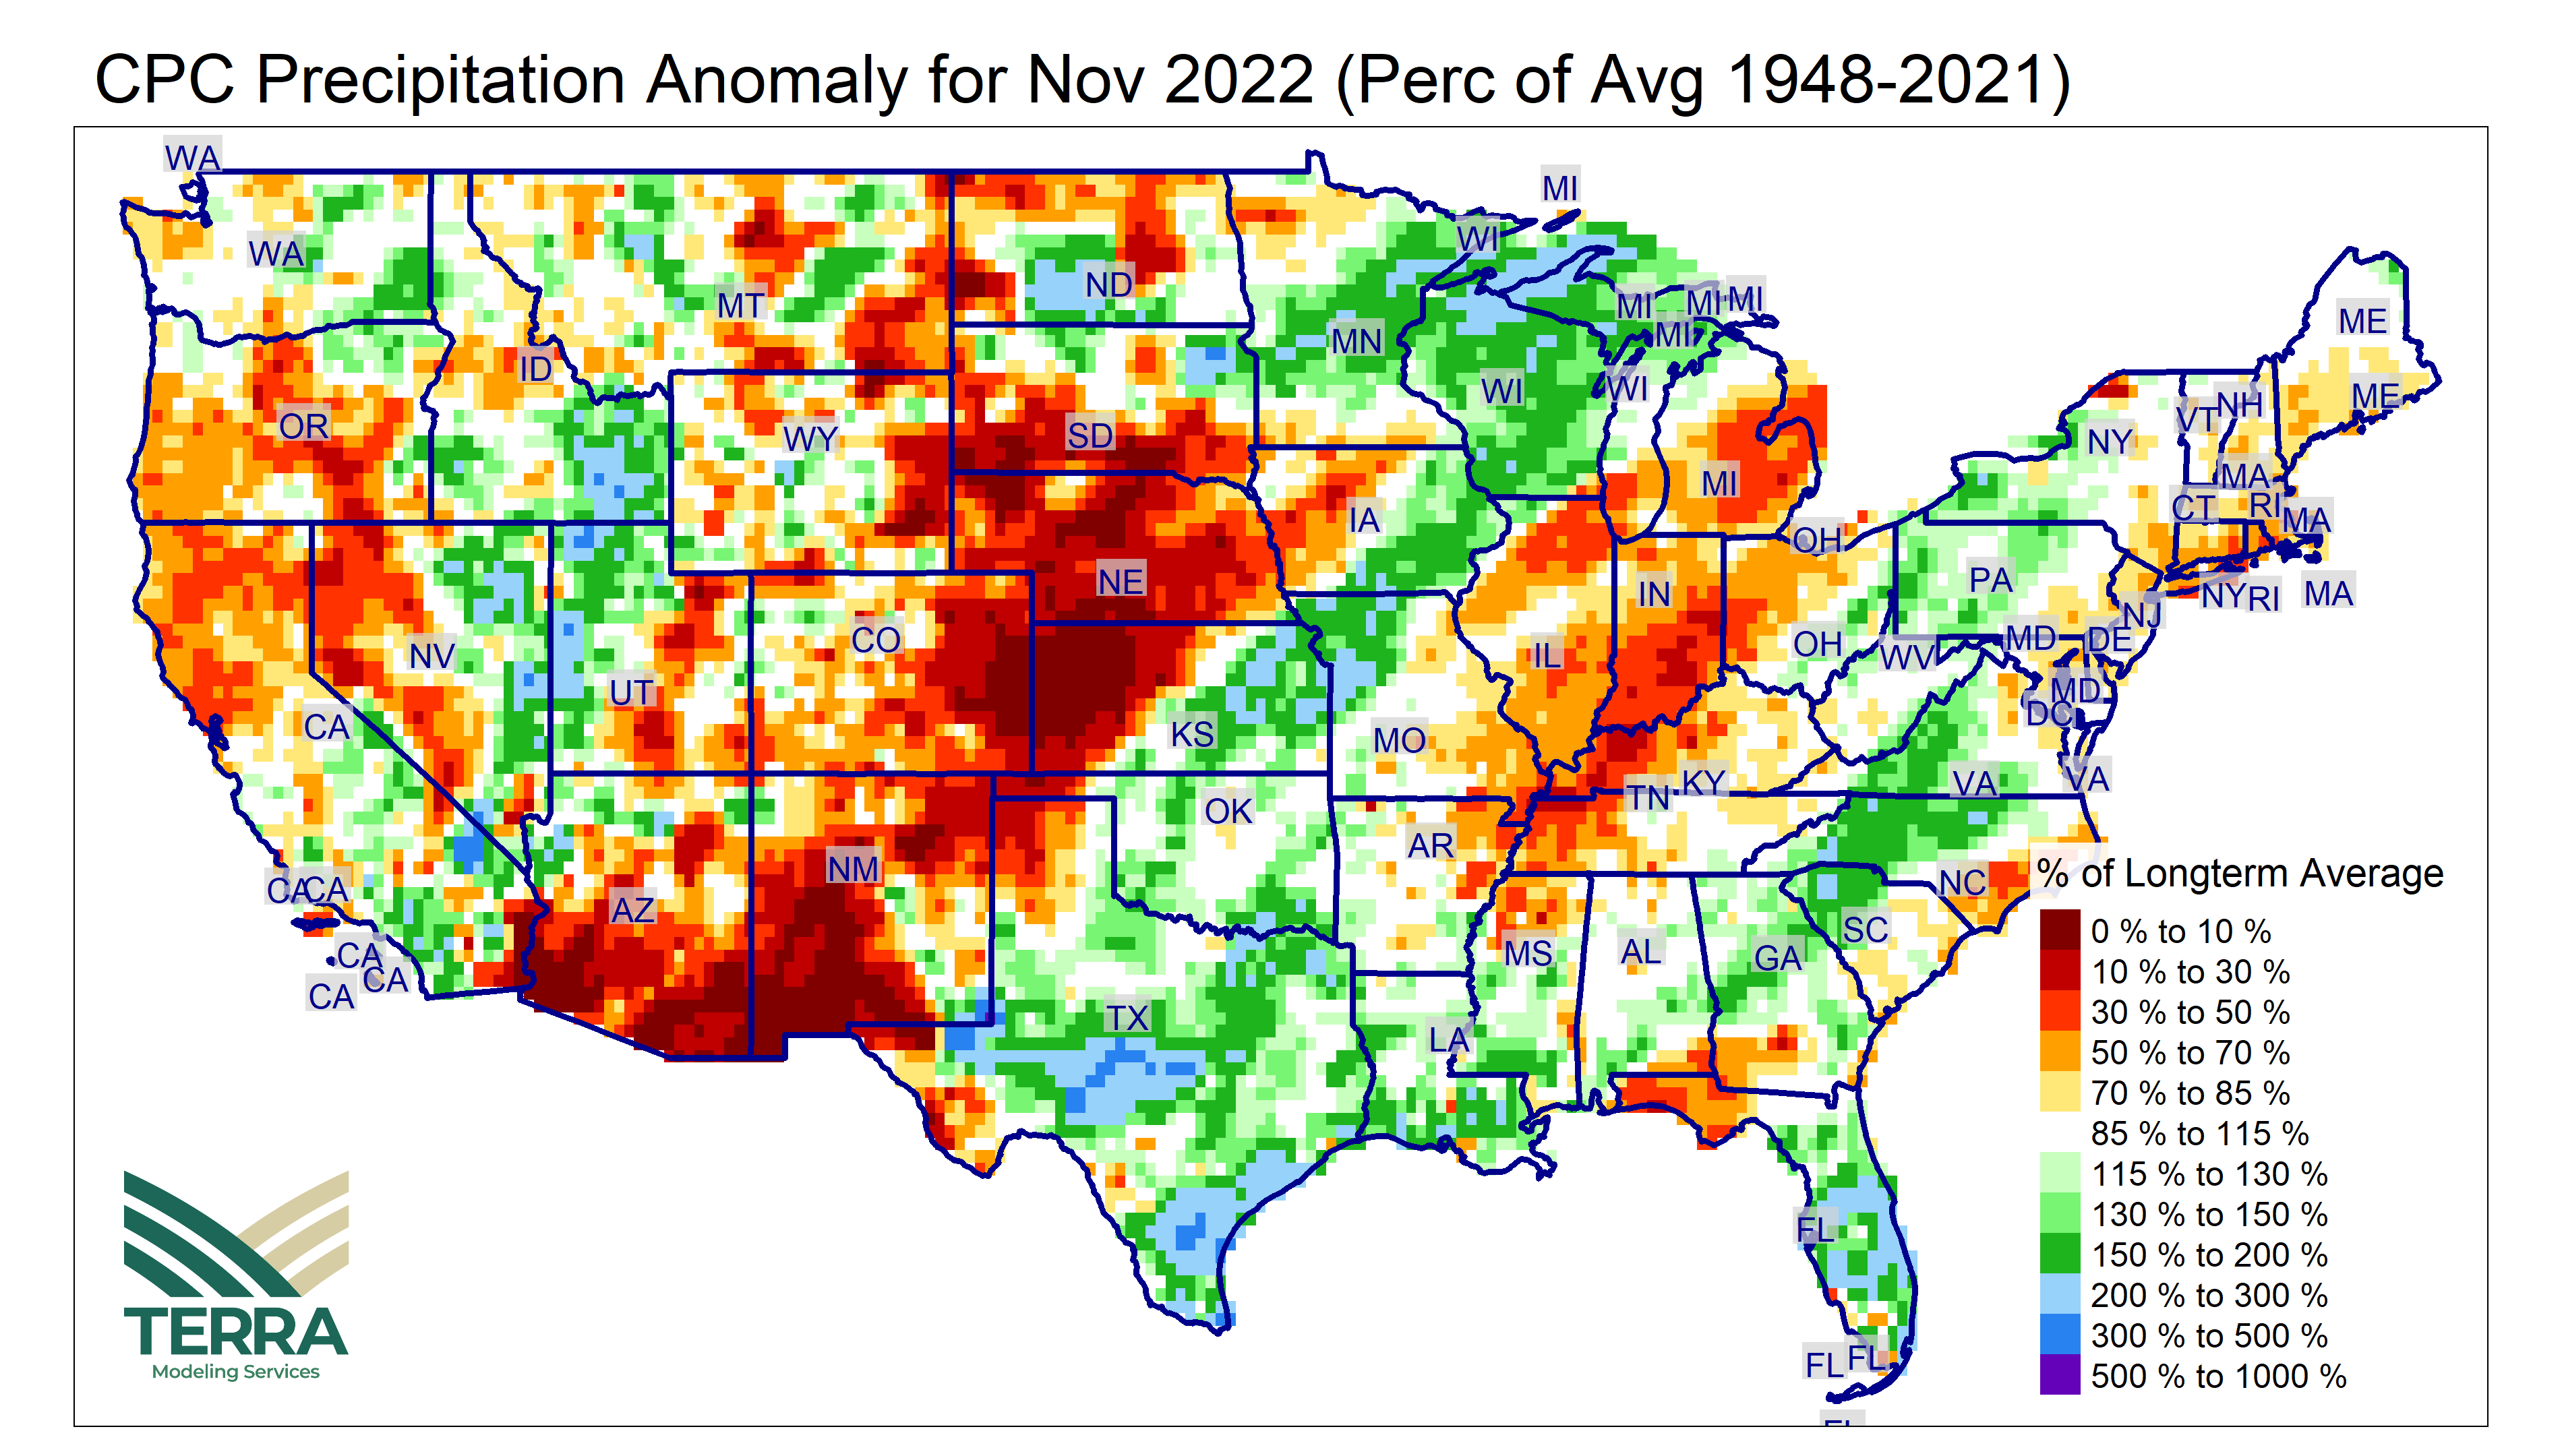 CPC Precipitation Anomaly for Nov 2022 (Perc of Avg 1948-2021)
WA
MI
WI
WA
ND
MT
MI
MI
MI
MN
MI
ME
ID
WI
WI
ME
NH
VT
OR
WY
SD
NY
MI
MA
IA
CT
RI
MA
OH
NE
IN
PA
NY
RI
MA
NJ
CO
NV
IL
OH
WV
MD
DE
UT
MD
DC
CA
KS
MO
TN
KY
VA
VA
OK
AR
NM
CA
CA
AZ
NC
SC
MS
AL
GA
CA
CA
CA
TX
LA
FL
FL
FL
FL
% of Longterm Average
0 % to 10 %
10 % to 30 %
30 % to 50 %
50 % to 70 %
70 % to 85 %
85 % to 115 %
115 % to 130 %
130 % to 150 %
150 % to 200 %
200 % to 300 %
300 % to 500 %
500 % to 1000 %
TERRA
Modeling Services